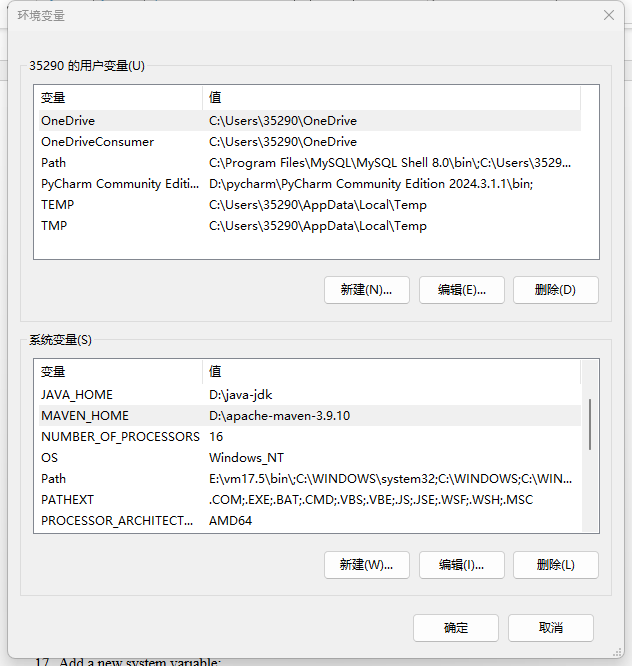 环境变量
35290 的用户变量(U)
变量 值
OneDrive C:\Users\35290\OneDrive
OneDriveConsumer C:\Users\35290\OneDrive
Path C:\Program Files\MySQL\MySQL Shell 8.0\bin\;C:\Users\3529...
PyCharm Community Editi... D:\pycharm\PyCharm Community Edition 2024.3.1.1\bin;
TEMP C:\Users\35290\AppData\Local\Temp
TMP C:\Users\35290\AppData\Local\Temp
新建(N)... 编辑(E)... 删除(D)
系统变量(S)
变量 值
JAVA_HOME D:\java-jdk
MAVEN_HOME D:\apache-maven-3.9.10
NUMBER_OF_PROCESSORS 16
OS Windows_NT
Path E:\vm17.5\bin\;C:\WINDOWS\system32;C:\WINDOWS;C:\WIN...
PATHEXT .COM;.EXE;.BAT;.CMD;.VBS;.VBE;.JS;.JSE;.WSF;.WSH;.MSC
PROCESSOR_ARCHITECT... AMD64
新建(W)... 编辑(I)... 删除(L)
确定 取消
17. Add a new system variable: